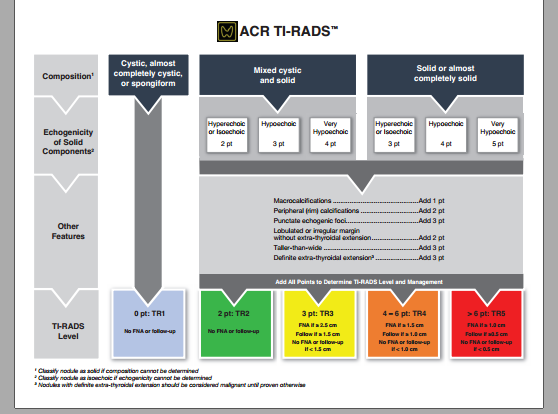 ACR TI-RADS™
Composition¹
Cystic, almost
completely cystic,
or spongiform
Mixed cystic
and solid
Solid or almost
completely solid
Echogenicity
of Solid
Components²
Hyperechoic
or Isoechoic
2 pt
Hypoechoic
3 pt
Very
Hypoechoic
4 pt
Hyperechoic
or Isoechoic
3 pt
Hypoechoic
4 pt
Very
Hypoechoic
5 pt
Other
Features
Macrocalcifications ........ Add 1 pt
Peripheral (rim) calcifications ........ Add 2 pt
Punctate echogenic foci ........ Add 3 pt
Lobulated or irregular margin
without extra-thyroidal extension ........ Add 2 pt
Taller-than-wide ........ Add 3 pt
Definite extra-thyroidal extension³ ........ Add 1 pt
Add All Points to Determine TI-RADS Level and Management
TI-RADS
Level
0 pt: TR1
No FNA or follow-up
2 pt: TR2
No FNA or follow-up
3 pt: TR3
FNA if ≥ 2.5 cm
Follow if ≥ 1.5 cm
No FNA or follow-up
if < 1.5 cm
4 – 6 pt: TR4
FNA if ≥ 1.5 cm
Follow if ≥ 1.0 cm
No FNA or follow-up
if < 1.0 cm
> 6 pt: TR5
FNA if ≥ 1.0 cm
Follow if ≥0.5 cm
No FNA or follow-up
if < 0.5 cm
¹ Classify nodule as solid if composition cannot be determined
² Classify nodule as isoechoic if echogenicity cannot be determined
³ Nodules with definite extra-thyroidal extension should be considered malignant until proven otherwise